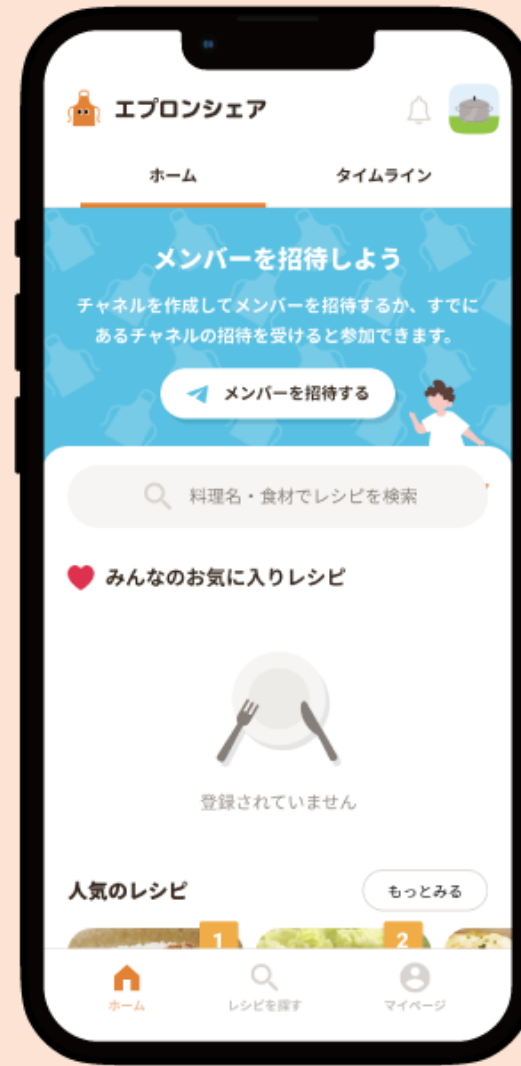 エプロンシェア
ホーム
タイムライン
メンバーを招待しよう
チャネルを作成してメンバーを招待するか、すでに
あるチャネルの招待を受けると参加できます。
メンバーを招待する
料理名・食材でレシピを検索
みんなのお気に入りレシピ
登録されていません
人気のレシピ
もっとみる
1
2
ホーム
レシピを探す
マイページ